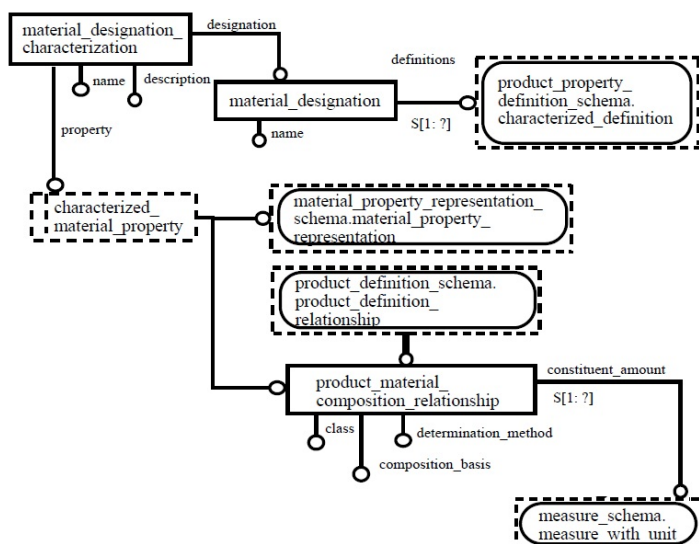 designation
material_designation_
characterization
name
description
definitions
product_property_
definition_schema.
characterized_definition
material_designation
S[1: ?]
name
property
characterized_
material_property
material_property_representation_
schema.material_property_
representation
product_definition_schema.
product_definition_
relationship
constituent_amount
product_material_
composition_relationship
S[1: ?]
class
determination_method
composition_basis
measure_schema.
measure_with_unit